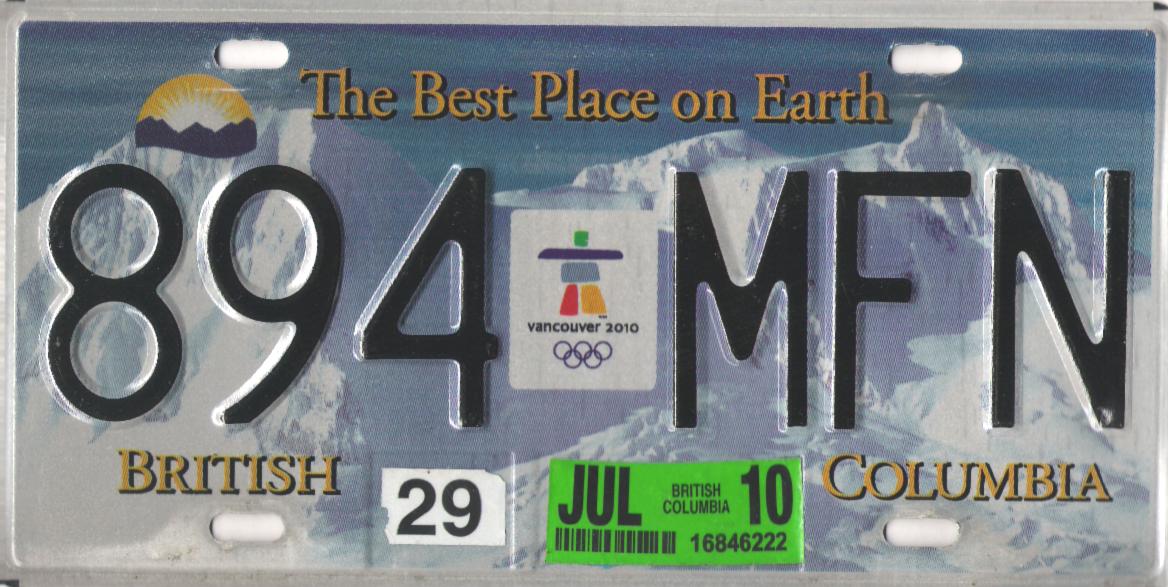 The Best Place on Earth
894 MFN
vancouver 2010
BRITISH
COLUMBIA
29
JUL BRITISH COLUMBIA 10
16846222